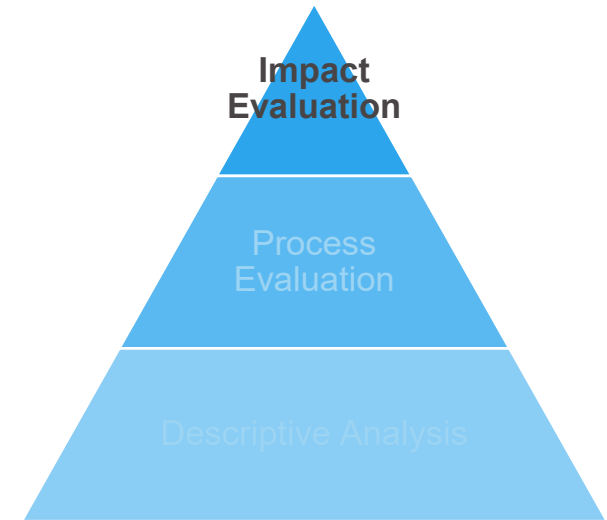 Impact
Evaluation
Process
Evaluation
Descriptive Analysis